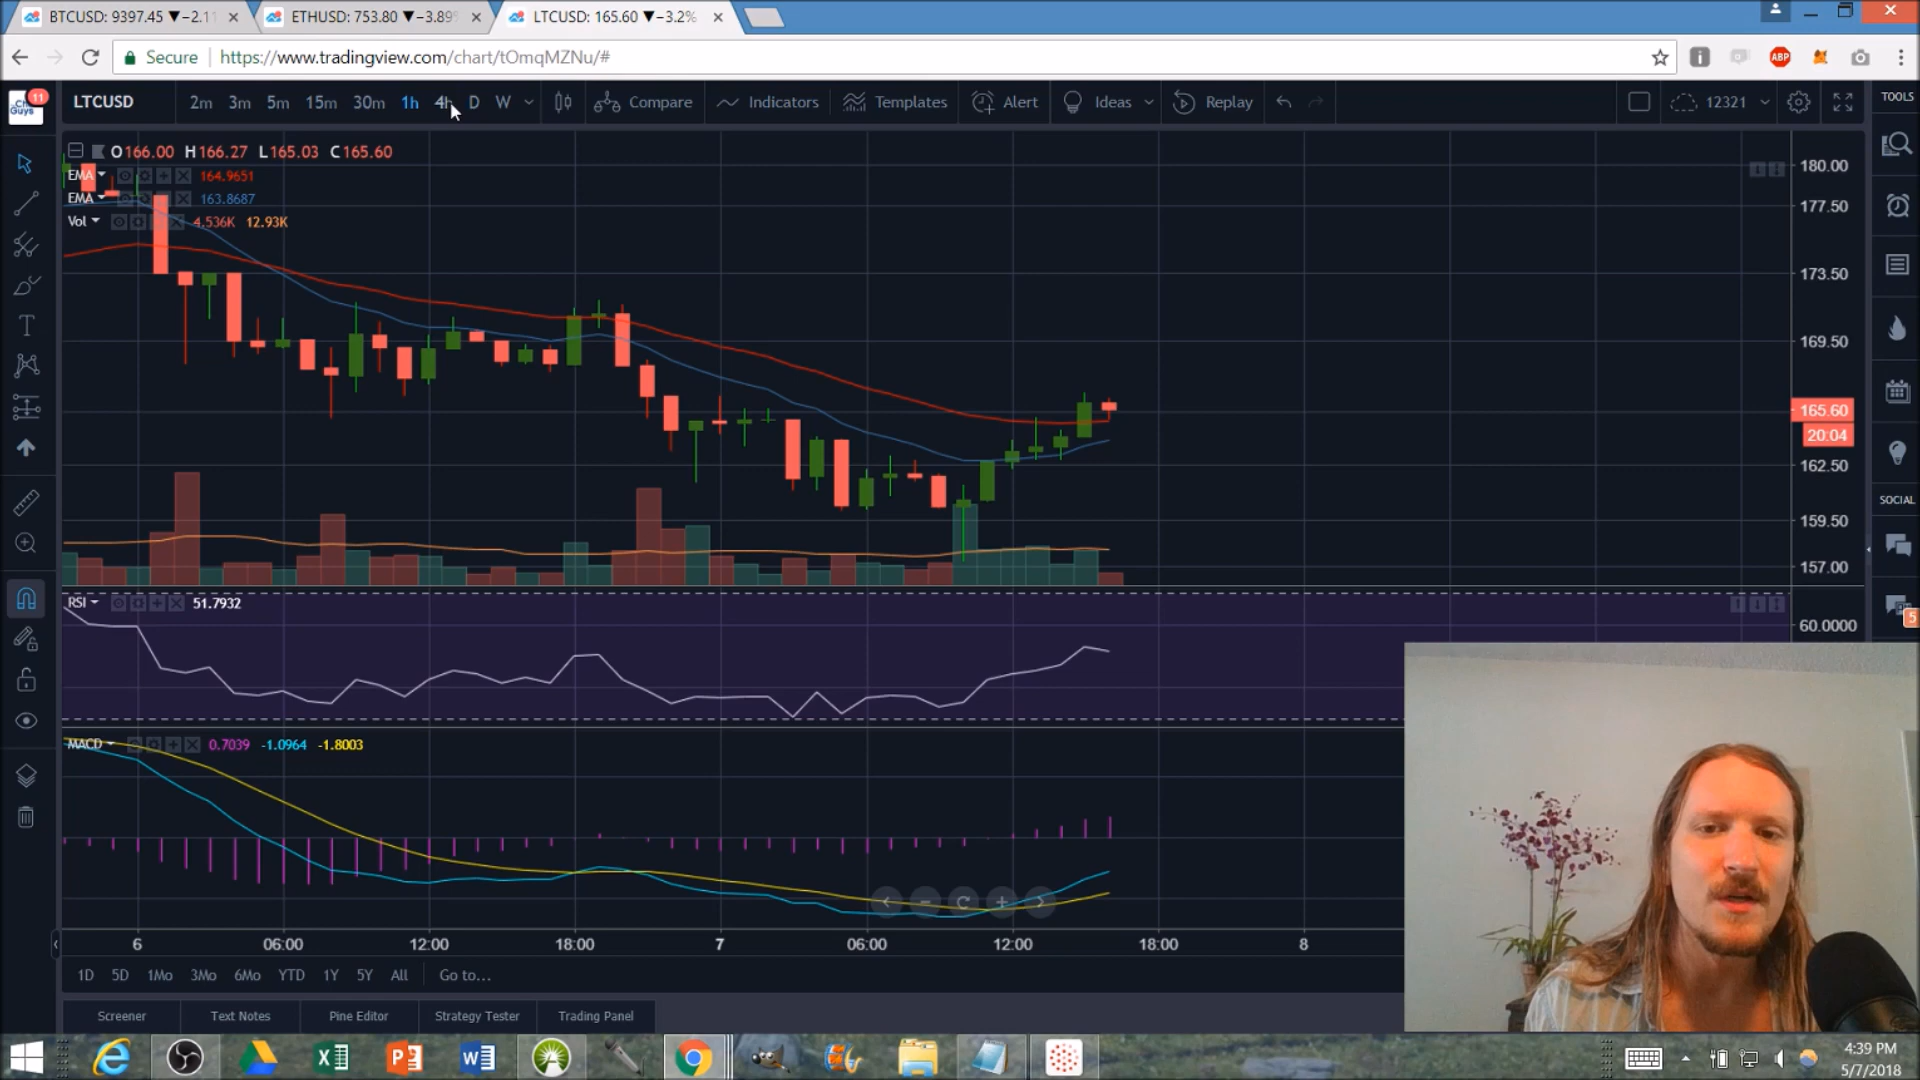 BTCUSD: 9397.45 ▼−2.11
ETHUSD: 753.80 ▼−3.89%
LTCUSD: 165.60 ▼−3.2%
Secure https://www.tradingview.com/chart/tOmqMZNu/#
ABP
11
Guys
LTCUSD 2m 3m 5m 15m 30m 1h 4h D W Compare Indicators Templates Alert Ideas Replay 12321
TOOLS
O166.00 H166.27 L165.03 C165.60
EMA 164.9651
EMA 163.8687
Vol 4.536K 12.93K
180.00
177.50
173.50
169.50
165.60
20:04
162.50
159.50
157.00
SOCIAL
5
RSI 51.7932
60.0000
MACD 0.7039 -1.0964 -1.8003
6 06:00 12:00 18:00 7 06:00 12:00 18:00 8
1D 5D 1Mo 3Mo 6Mo YTD 1Y 5Y All Go to...
Screener Text Notes Pine Editor Strategy Tester Trading Panel
4:39 PM
5/7/2018